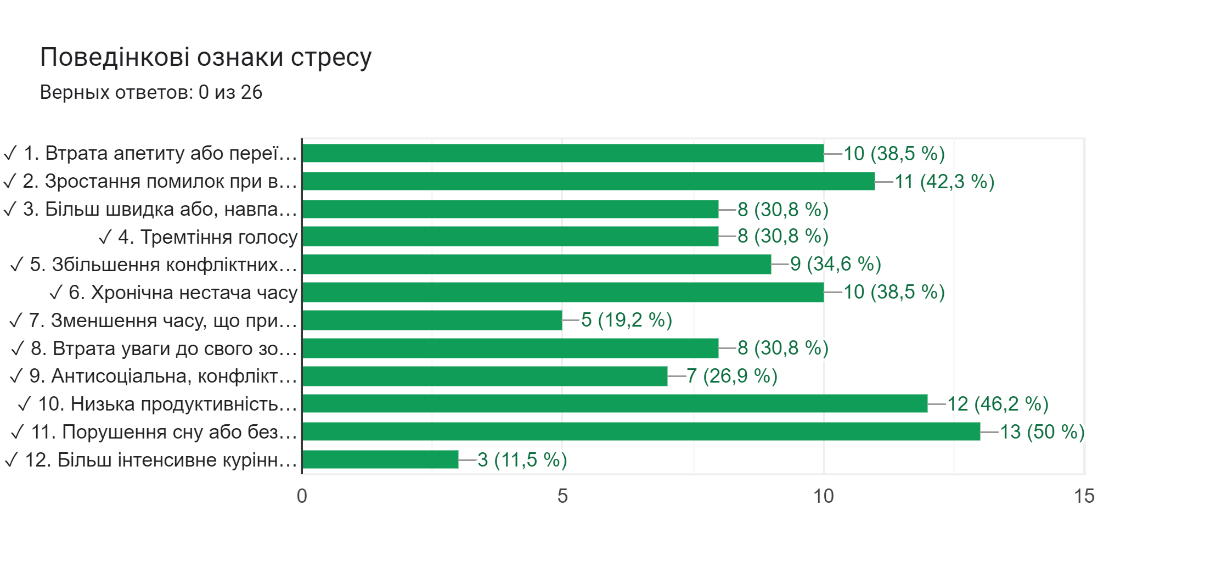 Поведінкові ознаки стресу
Верных ответов: 0 из 26
✓ 1. Втрата апетиту або переї… 10 (38,5 %)
✓ 2. Зростання помилок при в… 11 (42,3 %)
✓ 3. Більш швидка або, навпа… 8 (30,8 %)
✓ 4. Тремтіння голосу 8 (30,8 %)
✓ 5. Збільшення конфліктних… 9 (34,6 %)
✓ 6. Хронічна нестача часу 10 (38,5 %)
✓ 7. Зменшення часу, що при… 5 (19,2 %)
✓ 8. Втрата уваги до свого зо… 8 (30,8 %)
✓ 9. Антисоціальна, конфлікт… 7 (26,9 %)
✓ 10. Низька продуктивність… 12 (46,2 %)
✓ 11. Порушення сну або без… 13 (50 %)
✓ 12. Більш інтенсивне курінн… 3 (11,5 %)
0 5 10 15